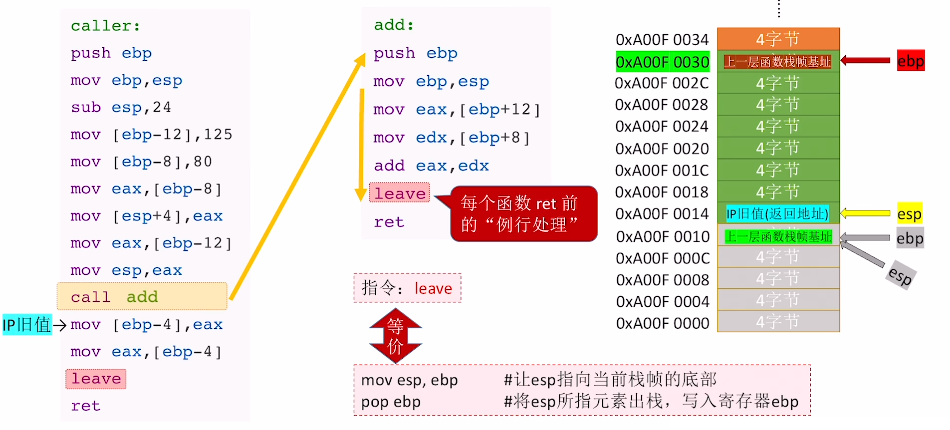 caller:
push ebp
mov ebp,esp
sub esp,24
mov [ebp-12],125
mov [ebp-8],80
mov eax,[ebp-8]
mov [esp+4],eax
mov eax,[ebp-12]
mov esp,eax
call add
IP旧值
mov [ebp-4],eax
mov eax,[ebp-4]
leave
ret
add:
push ebp
mov ebp,esp
mov eax,[ebp+12]
mov edx,[ebp+8]
add eax,edx
leave
ret
每个函数 ret 前
的“例行处理”
指令：leave
等
价
mov esp, ebp #让esp指向当前栈帧的底部
pop ebp #将esp所指元素出栈，写入寄存器ebp
0xA00F 0034 4字节
0xA00F 0030 上一层函数栈帧基址 ebp
0xA00F 002C 4字节
0xA00F 0028 4字节
0xA00F 0024 4字节
0xA00F 0020 4字节
0xA00F 001C 4字节
0xA00F 0018 4字节
0xA00F 0014 IP旧值(返回地址) esp
0xA00F 0010 上一层函数栈帧基址 ebp
0xA00F 000C 4字节 esp
0xA00F 0008 4字节
0xA00F 0004 4字节
0xA00F 0000 4字节